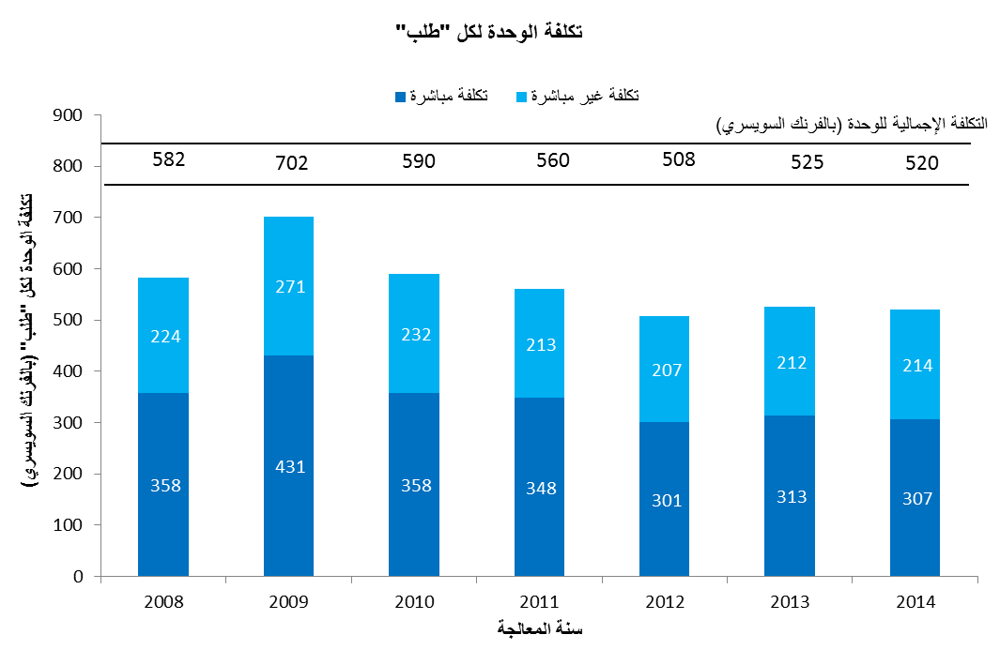 تكلفة الوحدة لكل "طلب"
تكلفة مباشرة تكلفة غير مباشرة
التكلفة الإجمالية للوحدة (بالفرنك السويسري)
582 702 590 560 508 525 520
تكلفة الوحدة لكل "طلب" (بالفرنك السويسري)
900
800
700
600
500
400
300
200
100
0
224 271 232 213 207 212 214
358 431 358 348 301 313 307
2008 2009 2010 2011 2012 2013 2014
سنة المعالجة